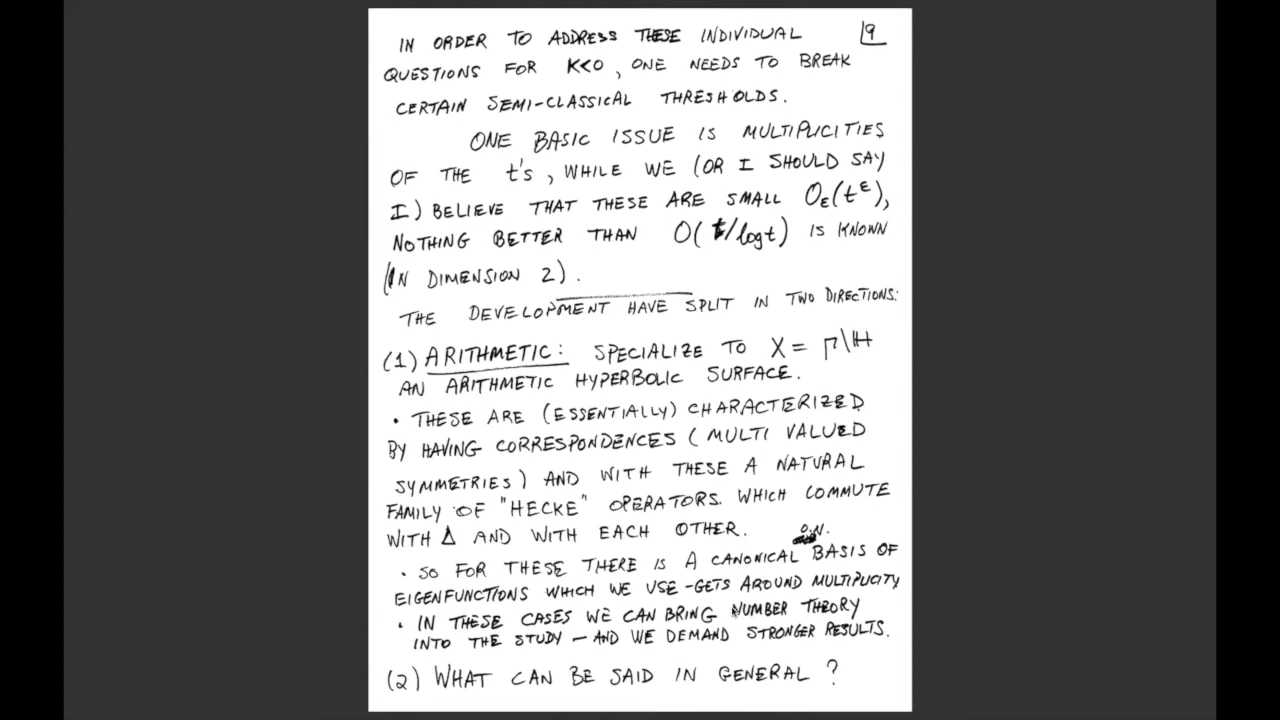 IN ORDER TO ADDRESS THESE INDIVIDUAL
9
QUESTIONS FOR K<0, ONE NEEDS TO BREAK
CERTAIN SEMI-CLASSICAL THRESHOLDS.
ONE BASIC ISSUE IS MULTIPLICITIES
OF THE t's, WHILE WE (OR I SHOULD SAY
I) BELIEVE THAT THESE ARE SMALL Oε(t^ε),
NOTHING BETTER THAN O(t/log t) IS KNOWN
(IN DIMENSION 2).
THE DEVELOPMENT HAVE SPLIT IN TWO DIRECTIONS:
(1) ARITHMETIC: SPECIALIZE TO X = Γ\ℍ
AN ARITHMETIC HYPERBOLIC SURFACE.
• THESE ARE (ESSENTIALLY) CHARACTERIZED
BY HAVING CORRESPONDENCES (MULTI VALUED
SYMMETRIES) AND WITH THESE A NATURAL
FAMILY OF "HECKE" OPERATORS. WHICH COMMUTE
WITH Δ AND WITH EACH OTHER.
O.N.
• SO FOR THESE THERE IS A CANONICAL BASIS OF
EIGENFUNCTIONS WHICH WE USE - GETS AROUND MULTIPLICITY
• IN THESE CASES WE CAN BRING NUMBER THEORY
INTO THE STUDY - AND WE DEMAND STRONGER RESULTS.
(2) WHAT CAN BE SAID IN GENERAL ?